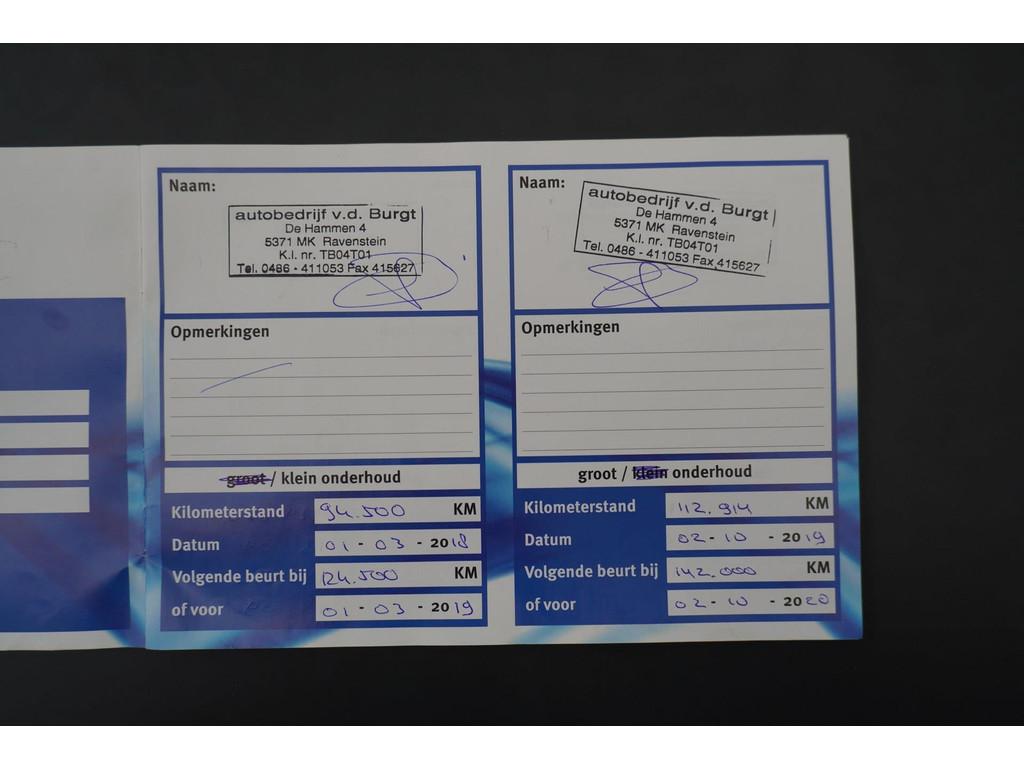 Naam:
autobedrijf v.d. Burgt
De Hammen 4
5371 MK Ravenstein
K.I. nr. TB04T01
Tel. 0486 - 411053 Fax 415627
Opmerkingen
groot / klein onderhoud
Kilometerstand 94.500 KM
Datum 01 - 03 - 2018
Volgende beurt bij 124.500 KM
of voor 01 - 03 - 2019
Naam:
autobedrijf v.d. Burgt
De Hammen 4
5371 MK Ravenstein
K.I. nr. TB04T01
Tel. 0486 - 411053 Fax 415627
Opmerkingen
groot / klein onderhoud
Kilometerstand 112.914 KM
Datum 02 - 10 - 2019
Volgende beurt bij 142.000 KM
of voor 02 - 10 - 2020